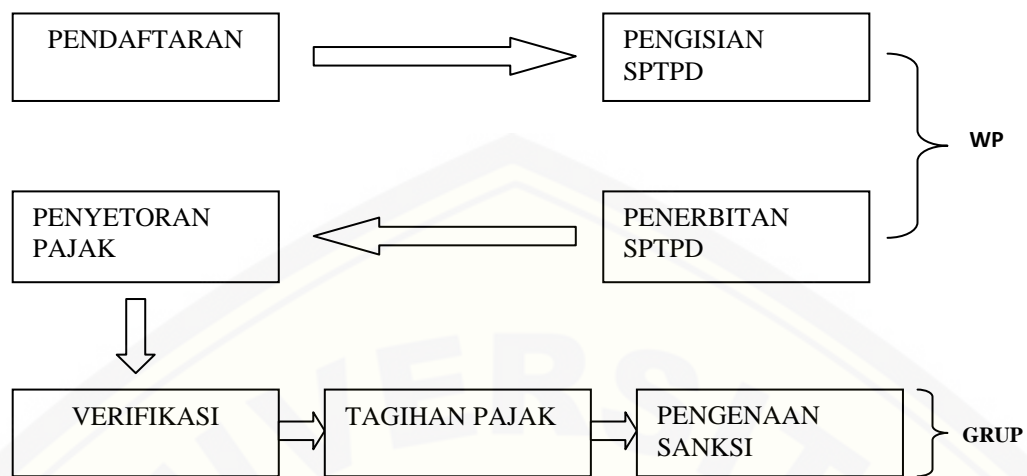 PENDAFTARAN
PENGISIAN
SPTPD
WP
PENYETORAN
PAJAK
PENERBITAN
SPTPD
VERIFIKASI
TAGIHAN PAJAK
PENGENAAN
SANKSI
GRUP